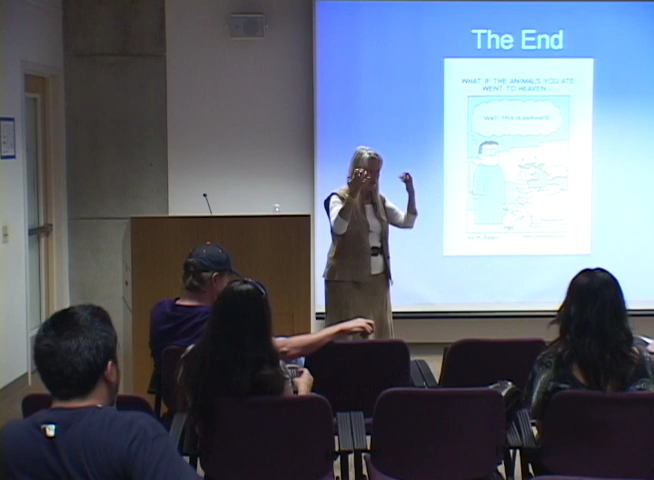 The End
WHAT IF THE ANIMALS YOU ATE
WENT TO HEAVEN...